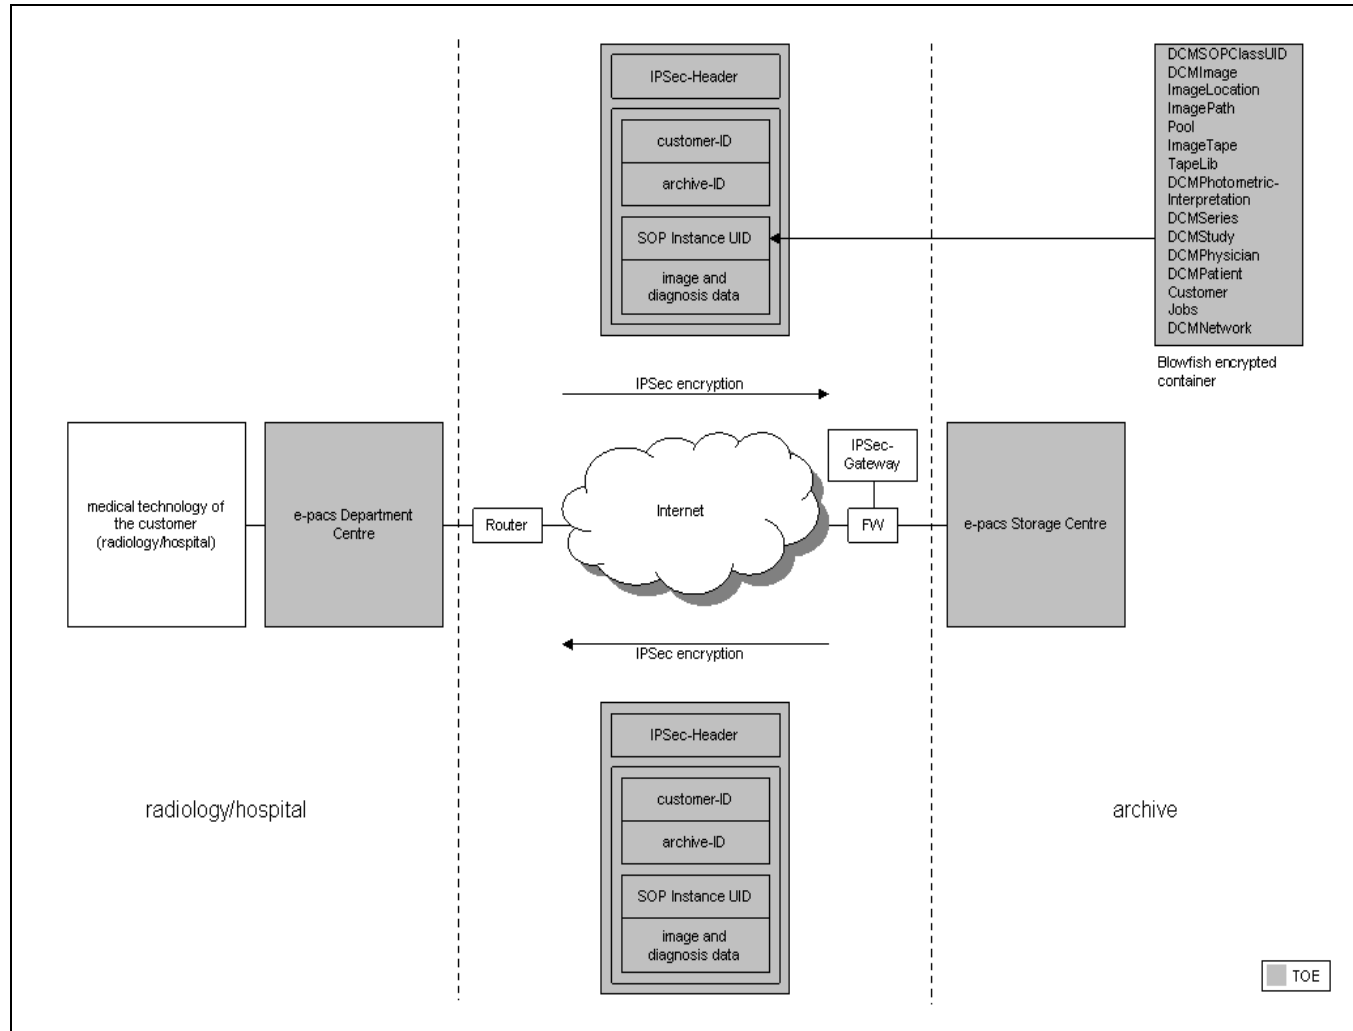 IPSec-Header
customer-ID
archive-ID
SOP Instance UID
image and
diagnosis data
DCMSOPClassUID
DCMImage
ImageLocation
ImagePath
Pool
ImageTape
TapeLib
DCMPhotometric-
Interpretation
DCMSeries
DCMStudy
DCMPhysician
DCMPatient
Customer
Jobs
DCMNetwork
Blowfish encrypted
container
IPSec encryption
medical technology of
the customer
(radiology/hospital)
e-pacs Department
Centre
Router
Internet
IPSec-
Gateway
FW
e-pacs Storage Centre
IPSec encryption
IPSec-Header
customer-ID
archive-ID
SOP Instance UID
image and
diagnosis data
radiology/hospital
archive
TOE